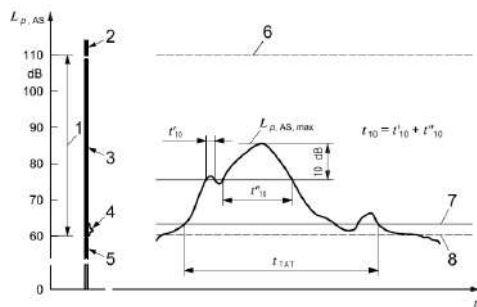 L p, AS
110
dB
100
90
80
70
60
0
1
2
3
4
5
6
t'10
L p, AS, max
t10 = t'10 + t''10
10 dB
t''10
7
8
t TAT
t